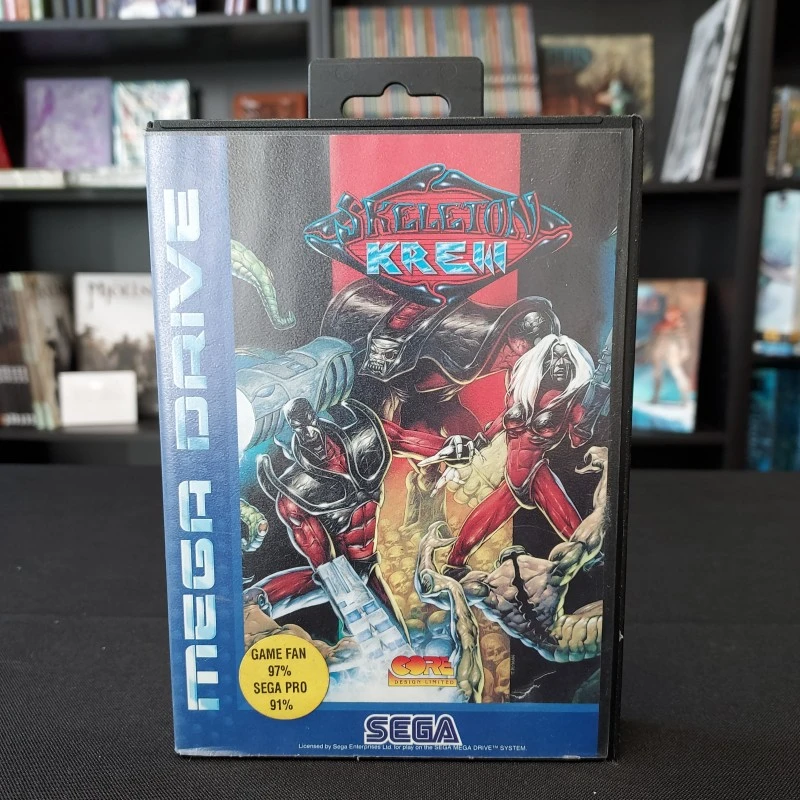 SKELETON
KREW
MEGA DRIVE
GAME FAN
97%
SEGA PRO
91%
CORE
DESIGN LIMITED
SEGA
Licensed by Sega Enterprises Ltd. for play on the SEGA MEGA DRIVE™ SYSTEM.